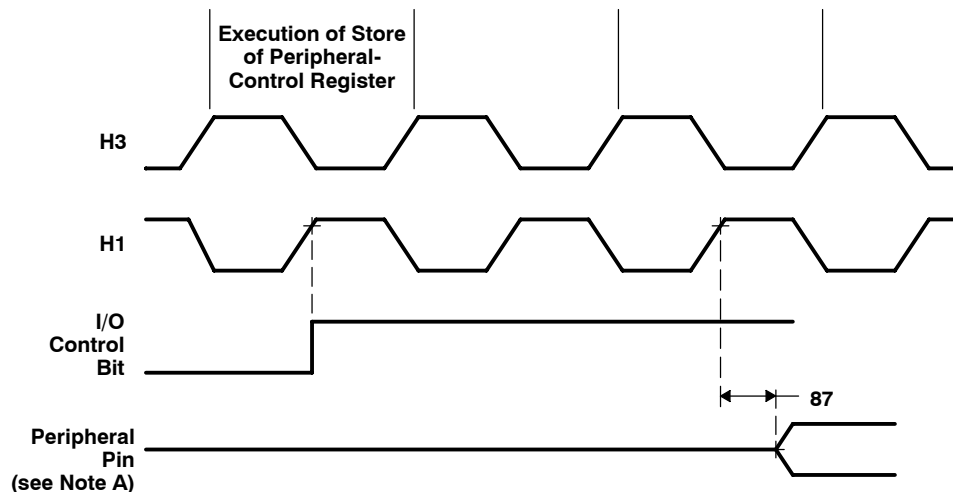 Execution of Store
of Peripheral-
Control Register
H3
H1
I/O
Control
Bit
87
Peripheral
Pin
(see Note A)